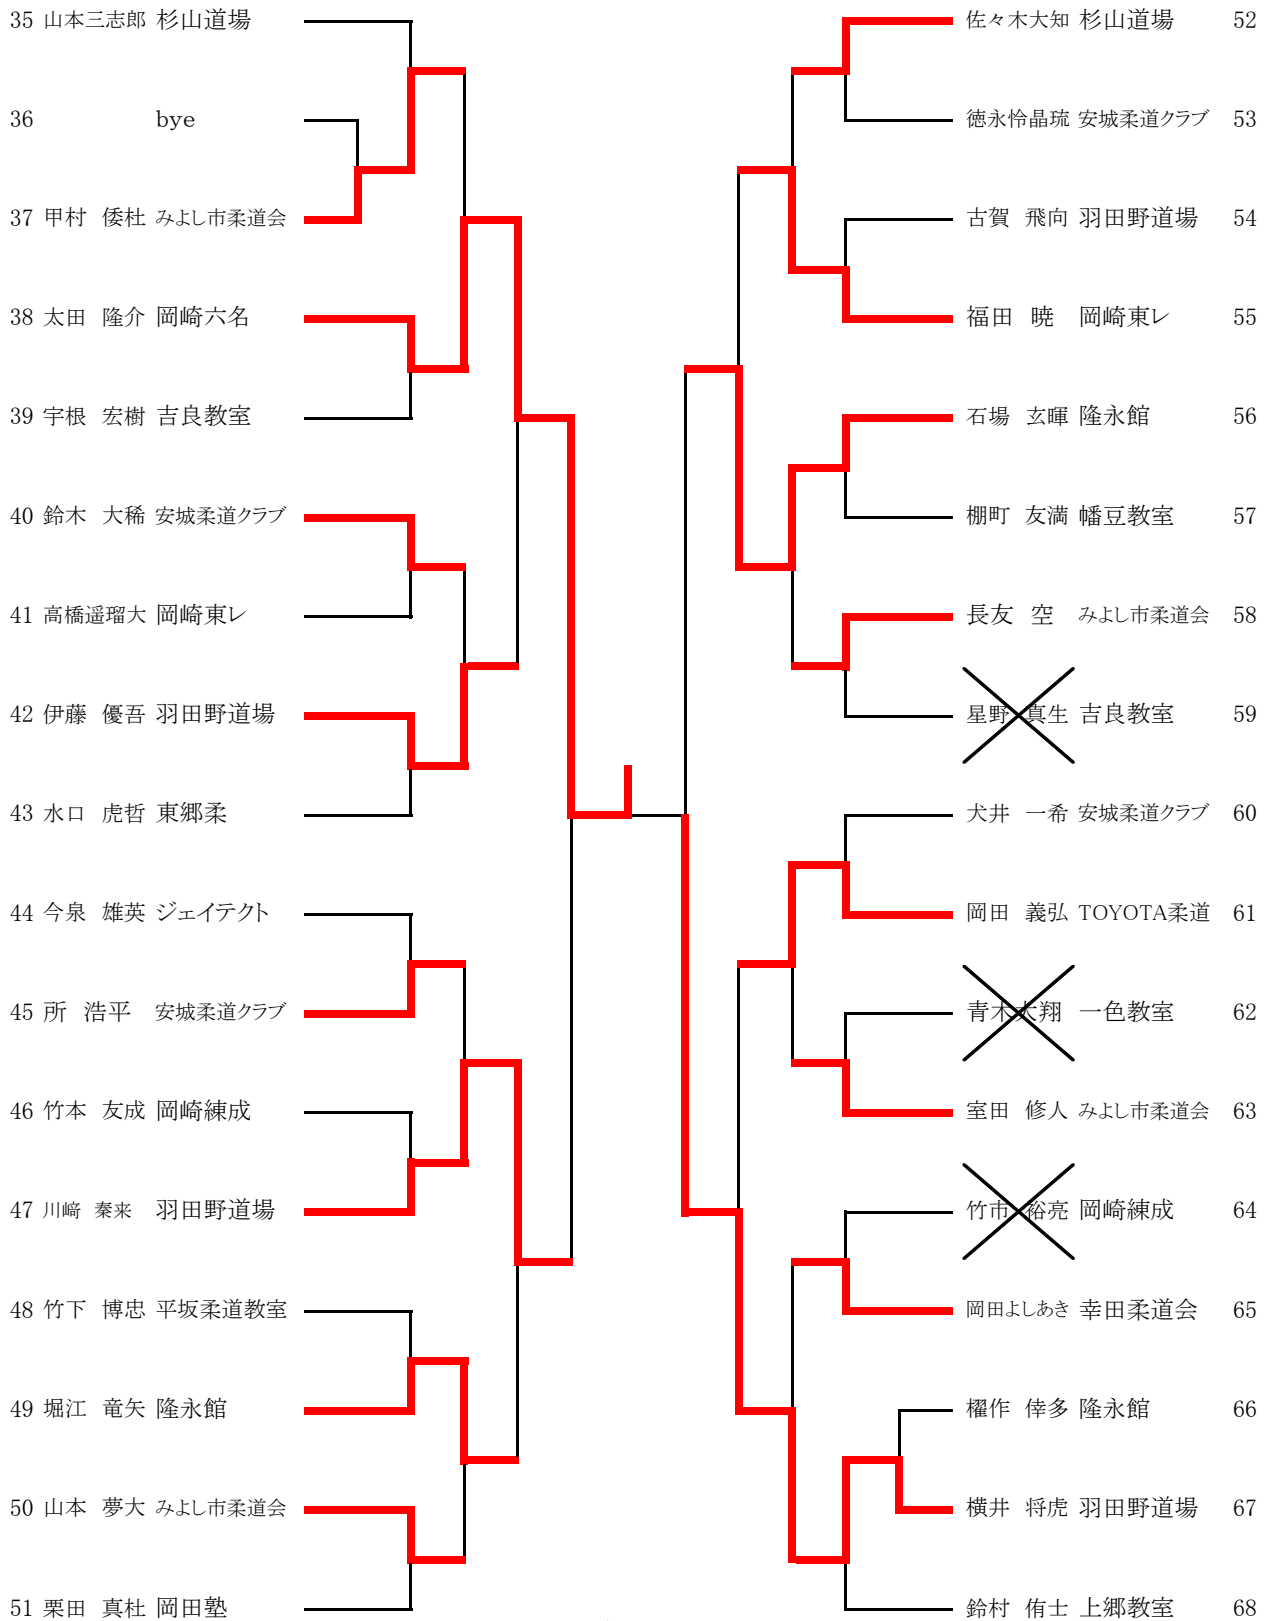 35 山本三志郎 杉山道場
36 bye
37 甲村 倭杜 みよし市柔道会
38 太田 隆介 岡崎六名
39 宇根 宏樹 吉良教室
40 鈴木 大稀 安城柔道クラブ
41 高橋遥瑠大 岡崎東レ
42 伊藤 優吾 羽田野道場
43 水口 虎哲 東郷柔
44 今泉 雄英 ジェイテクト
45 所 浩平 安城柔道クラブ
46 竹本 友成 岡崎練成
47 川﨑 秦来 羽田野道場
48 竹下 博忠 平坂柔道教室
49 堀江 竜矢 隆永館
50 山本 夢大 みよし市柔道会
51 栗田 真杜 岡田塾
佐々木大知 杉山道場 52
徳永怜晶琉 安城柔道クラブ 53
古賀 飛向 羽田野道場 54
福田 暁 岡崎東レ 55
石場 玄暉 隆永館 56
棚町 友満 幡豆教室 57
長友 空 みよし市柔道会 58
星野 真生 吉良教室 59
犬井 一希 安城柔道クラブ 60
岡田 義弘 TOYOTA柔道 61
青木大翔 一色教室 62
室田 修人 みよし市柔道会 63
竹市 裕亮 岡崎練成 64
岡田よしあき 幸田柔道会 65
櫂作 倖多 隆永館 66
横井 将虎 羽田野道場 67
鈴村 侑士 上郷教室 68